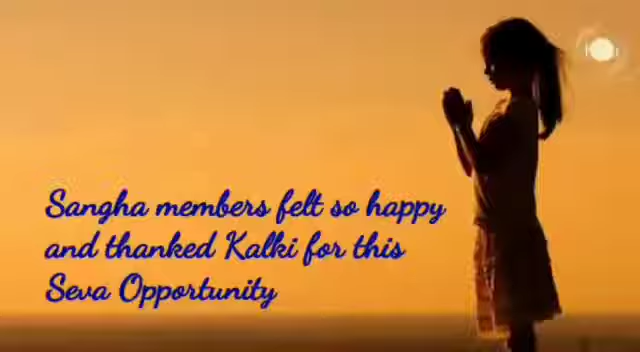 Sangha members felt so happy
and thanked Kalki for this
Seva Opportunity